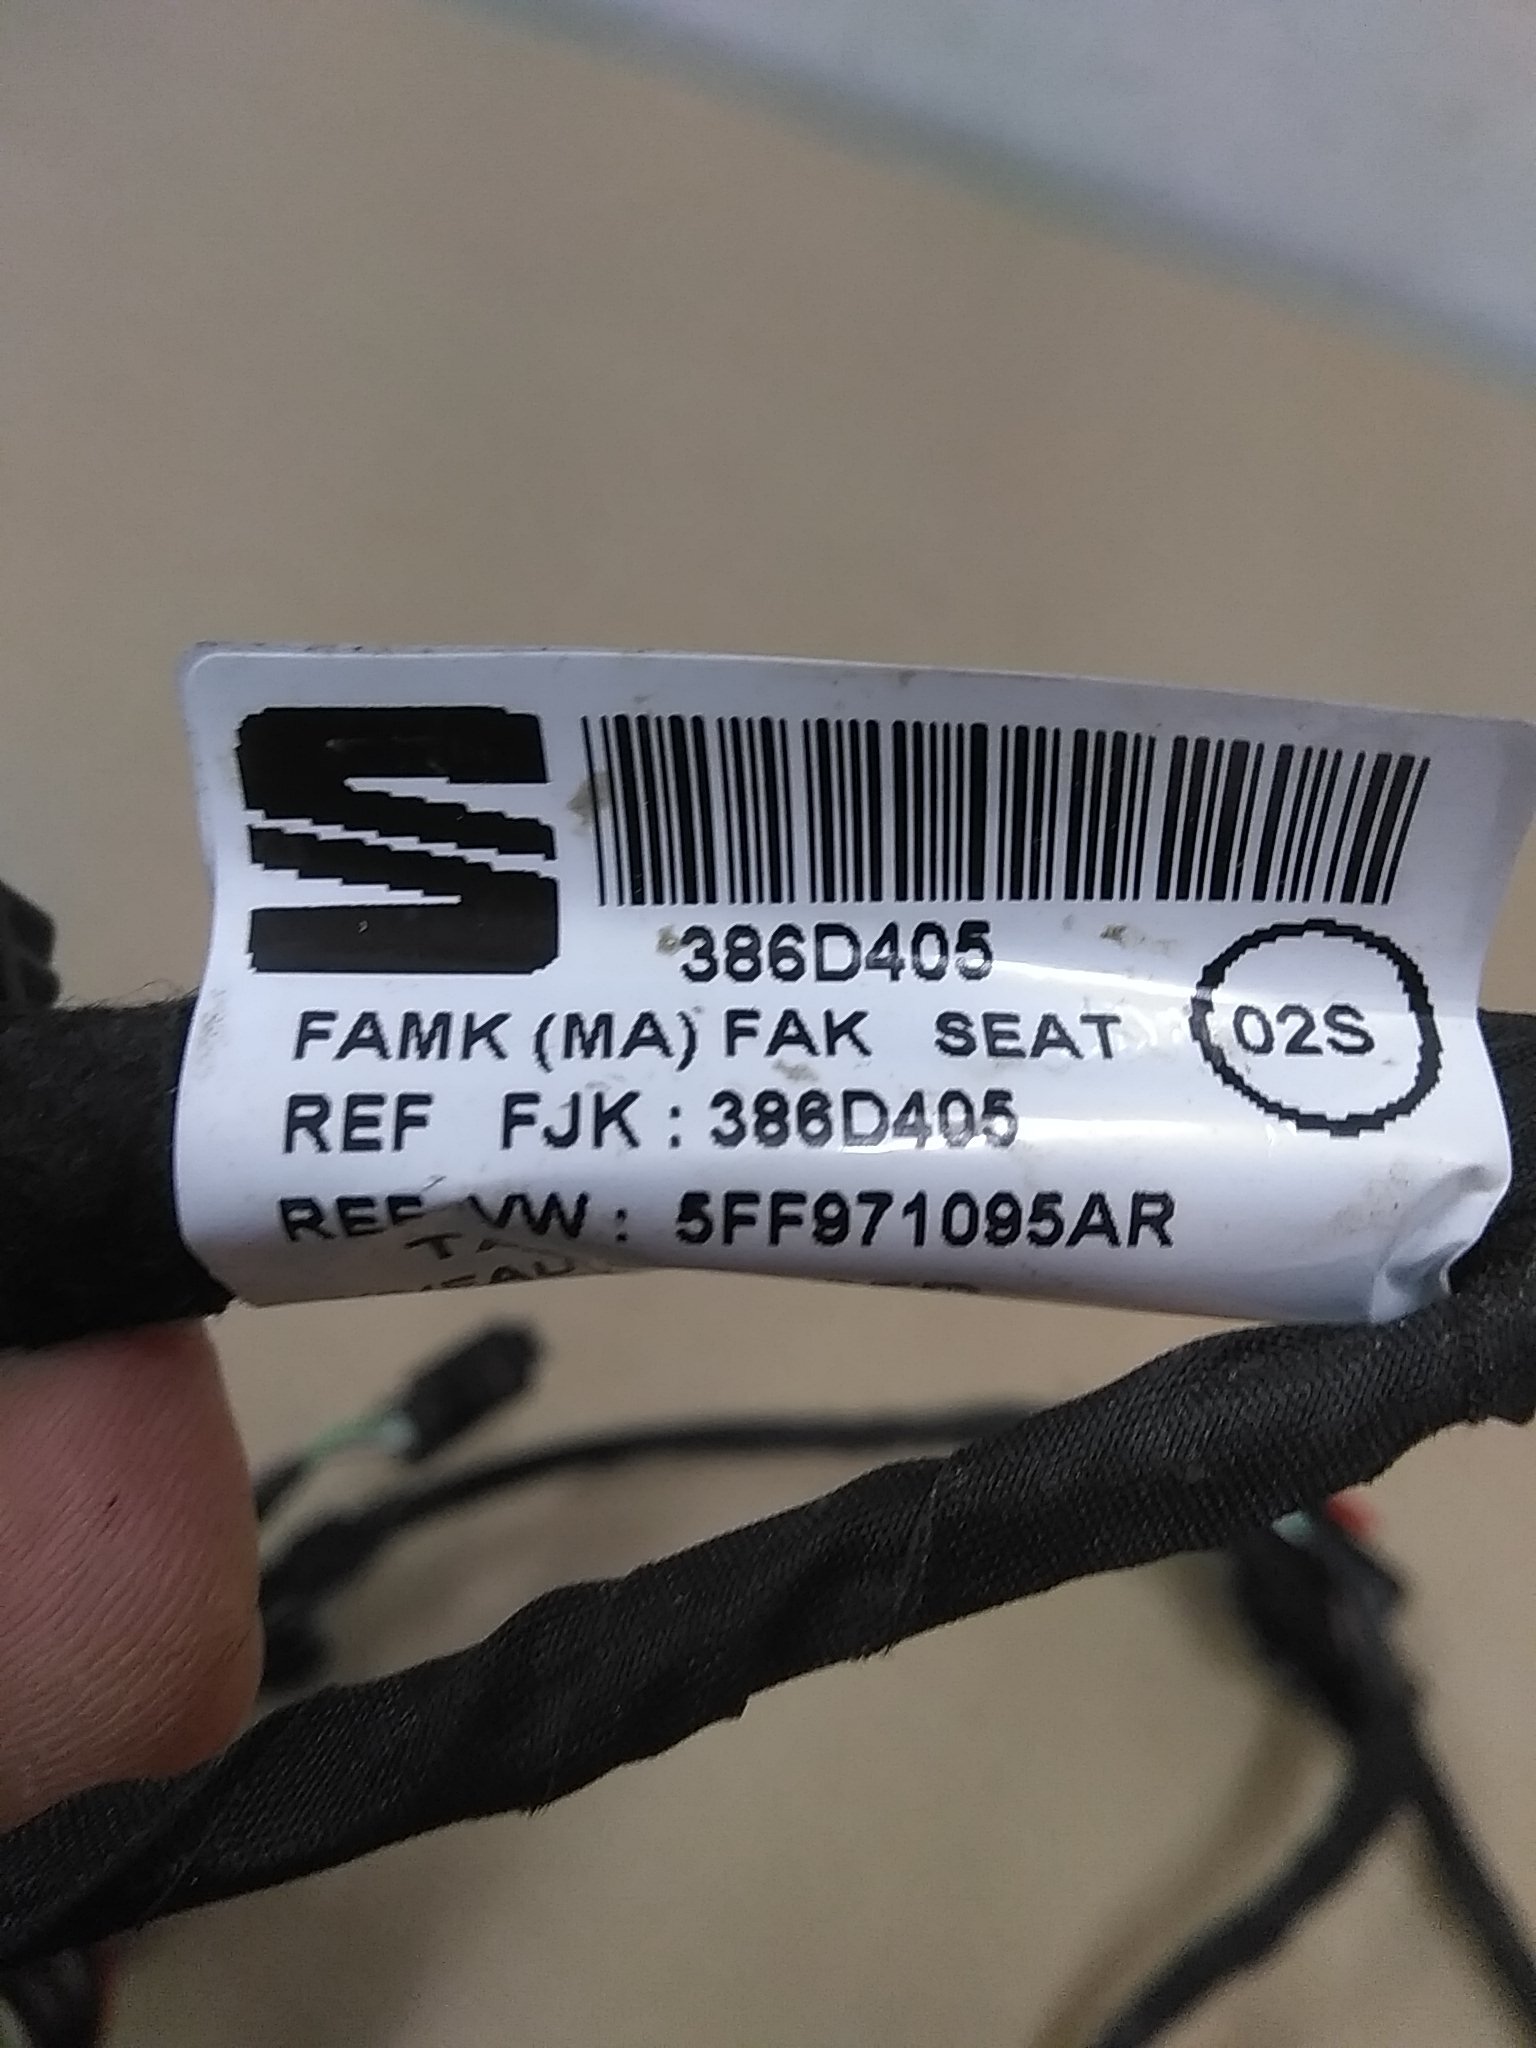 386D405
FAMK (MA) FAK SEAT 02S
REF FJK : 386D405
REF VW : 5FF971095AR